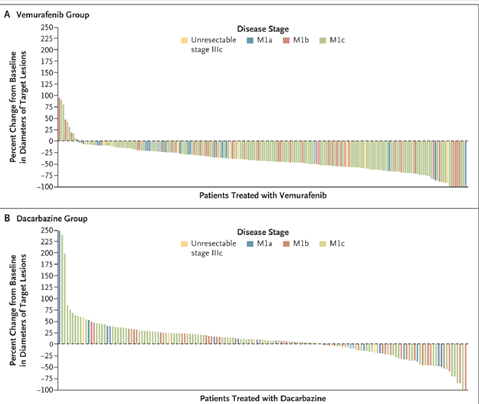 A Vemurafenib Group
Disease Stage
Unresectable stage IIIc
M1a
M1b
M1c
Percent Change from Baseline in Diameters of Target Lesions
250
225
200
175
150
125
100
75
50
25
0
−25
−50
−75
−100
Patients Treated with Vemurafenib
B Dacarbazine Group
Disease Stage
Unresectable stage IIIc
M1a
M1b
M1c
Percent Change from Baseline in Diameters of Target Lesions
250
225
200
175
150
125
100
75
50
25
0
−25
−50
−75
−100
Patients Treated with Dacarbazine